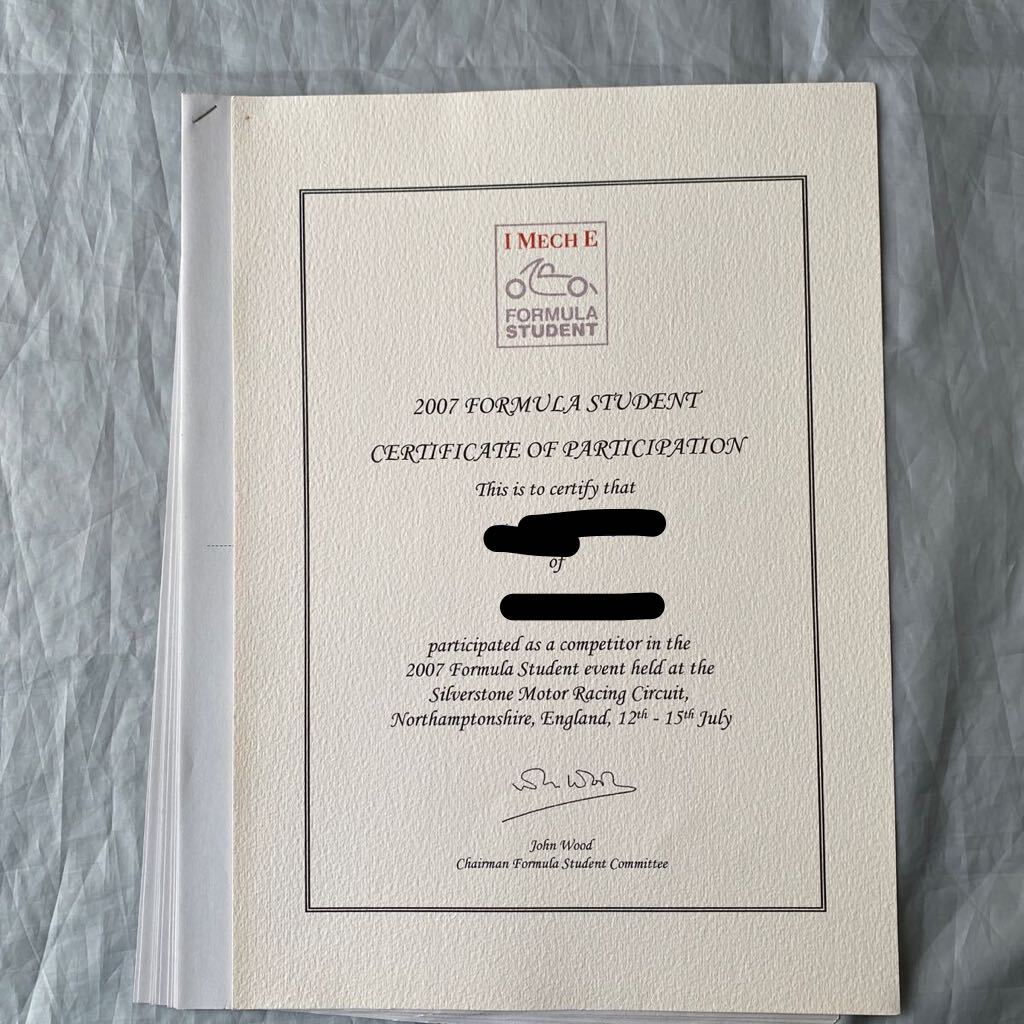 I MECH E
FORMULA
STUDENT
2007 FORMULA STUDENT
CERTIFICATE OF PARTICIPATION
This is to certify that
of
participated as a competitor in the
2007 Formula Student event held at the
Silverstone Motor Racing Circuit,
Northamptonshire, England, 12th - 15th July
John Wood
Chairman Formula Student Committee